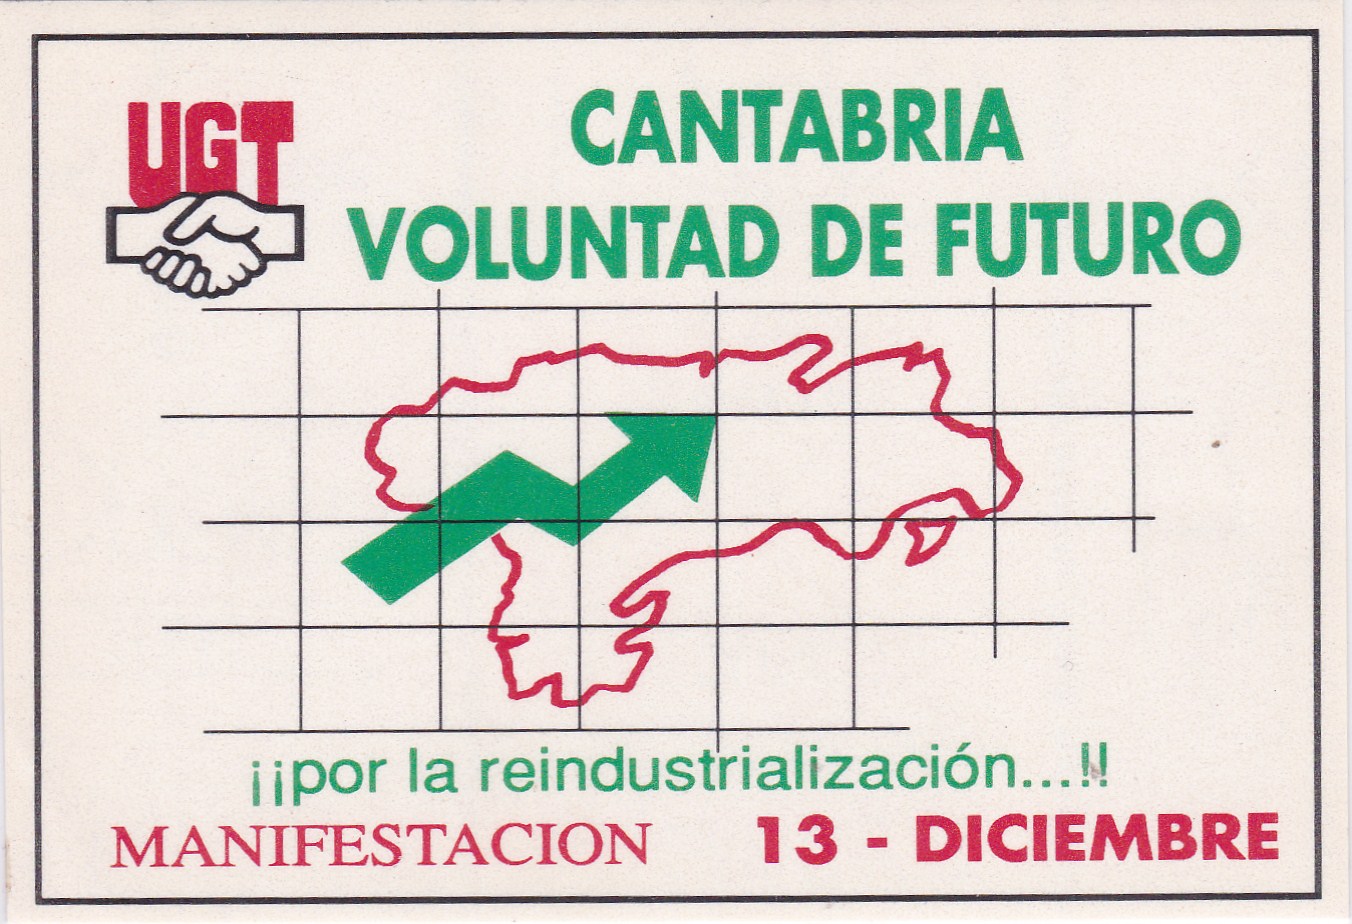 UGT
CANTABRIA
VOLUNTAD DE FUTURO
¡¡por la reindustrialización...!!
MANIFESTACION 13 - DICIEMBRE